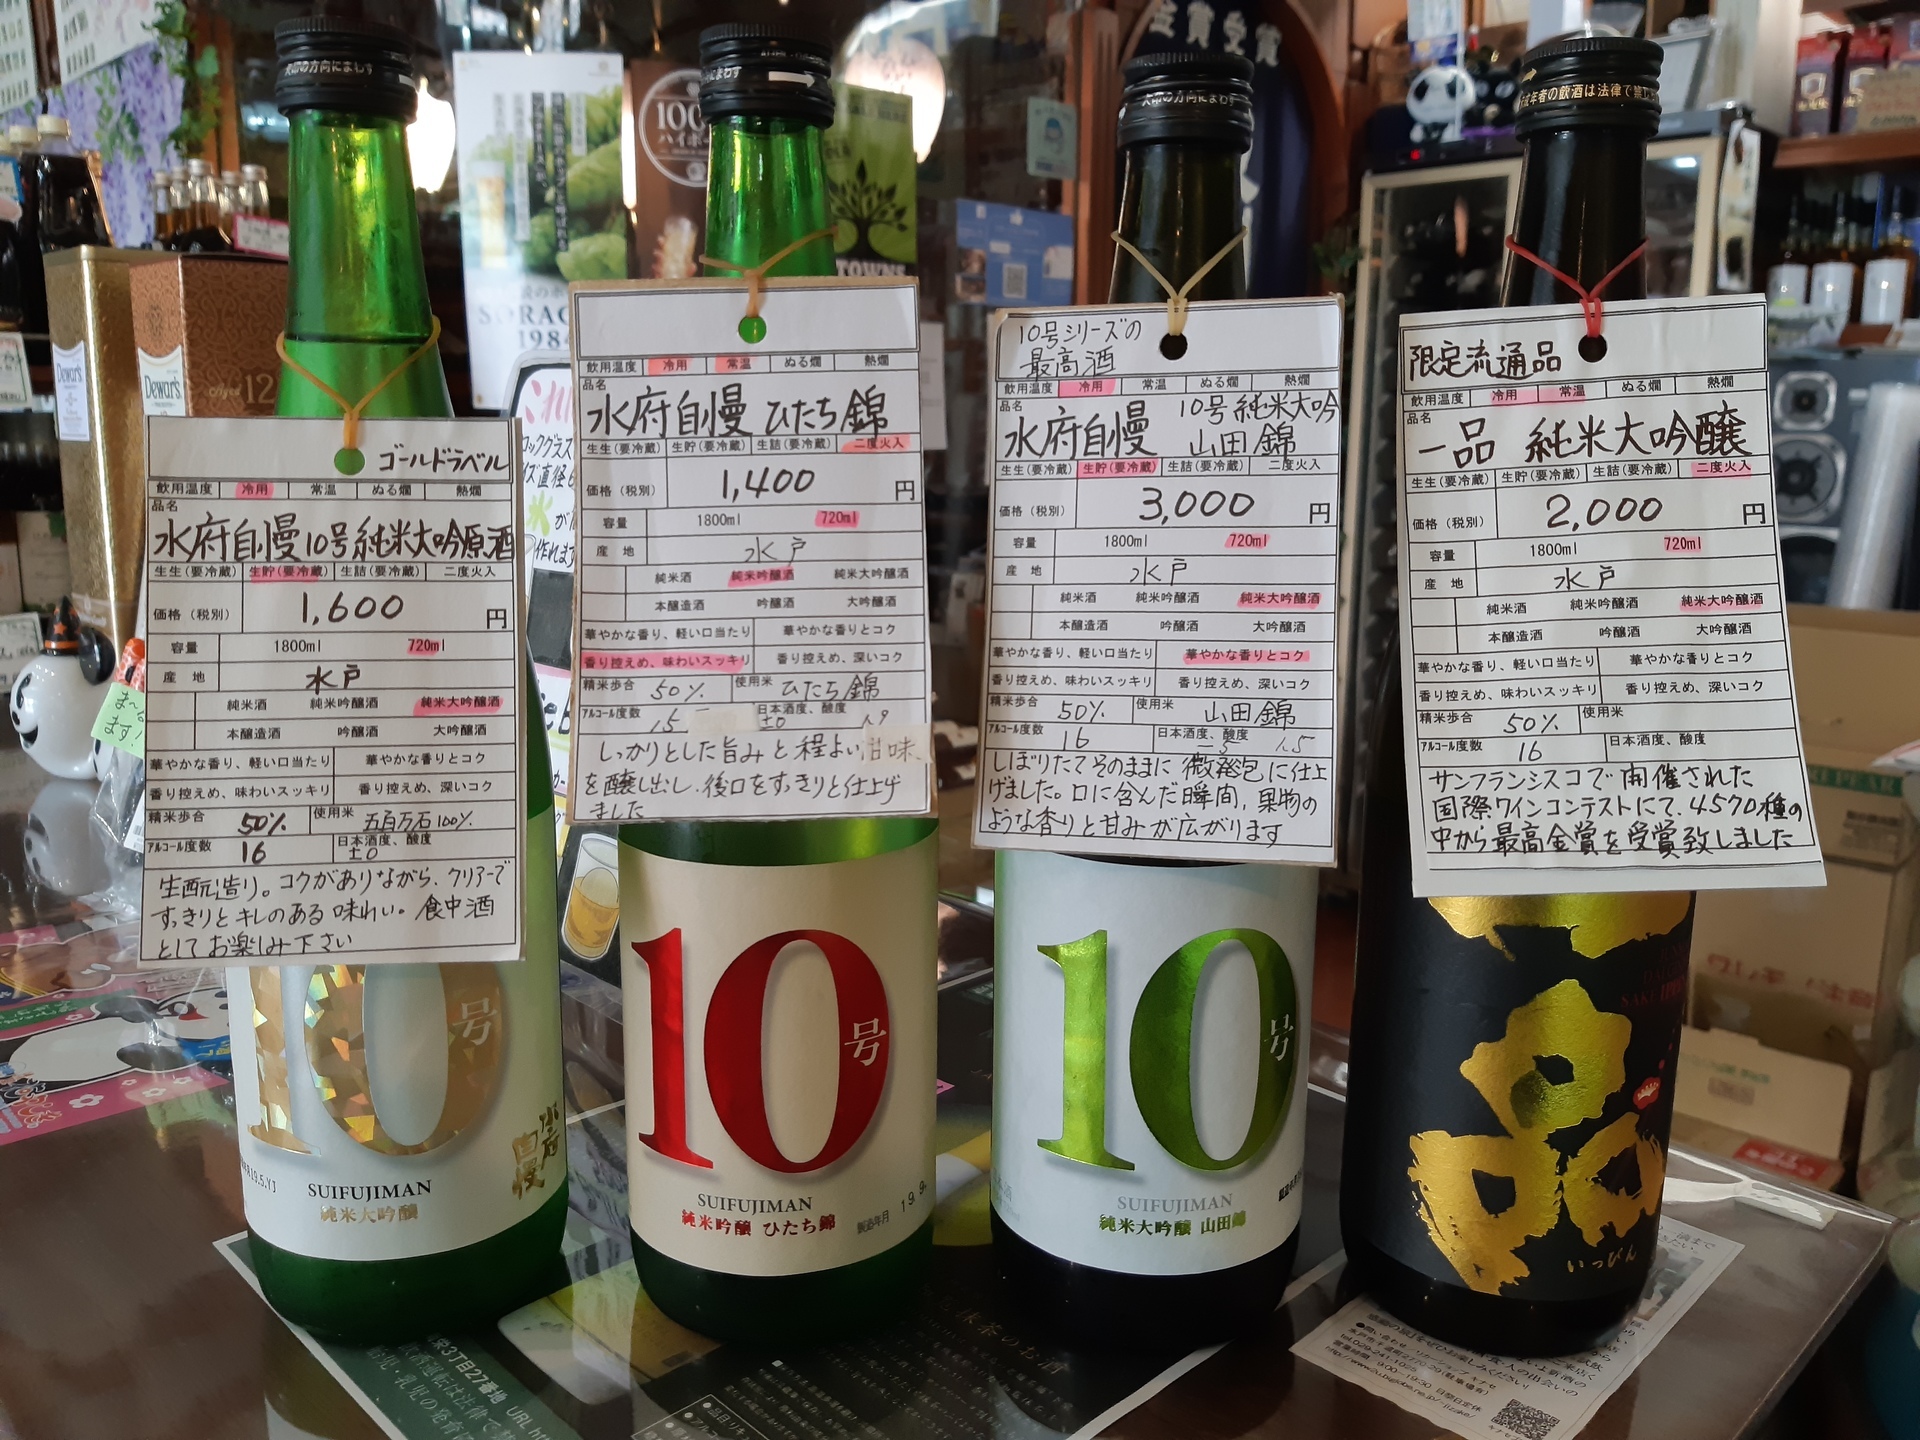 ゴールドラベル
飲用温度 冷用 常温 ぬる燗 熱燗
品名
水府自慢10号純米大吟原酒
生生(要冷蔵) 生貯(要冷蔵) 生詰(要冷蔵) 二度火入
価格(税別) 1,600 円
容量 1800ml 720ml
産地 水戸
純米酒 純米吟醸酒 純米大吟醸酒
本醸造酒 吟醸酒 大吟醸酒
華やかな香り、軽い口当たり 華やかな香りとコク
香り控えめ、味わいスッキリ 香り控えめ、深いコク
精米歩合 50% 使用米 五百万石100%
アルコール度数 16 日本酒度、酸度 ±0
生酛造り。コクがありながら、クリアーで
すっきりとキレのある味わい。食中酒
としてお楽しみ下さい
10号
水府自慢
SUIFUJIMAN
純米大吟醸
飲用温度 冷用 常温 ぬる燗 熱燗
品名
水府自慢 ひたち錦
生生(要冷蔵) 生貯(要冷蔵) 生詰(要冷蔵) 二度火入
価格(税別) 1,400 円
容量 1800ml 720ml
産地 水戸
純米酒 純米吟醸酒 純米大吟醸酒
本醸造酒 吟醸酒 大吟醸酒
華やかな香り、軽い口当たり 華やかな香りとコク
香り控えめ、味わいスッキリ 香り控えめ、深いコク
精米歩合 50% 使用米 ひたち錦
アルコール度数 15 日本酒度、酸度 ±0 1.9
しっかりとした旨みと程よい甘味
を醸し出し、後口をすっきりと仕上げ
ました
10号
SUIFUJIMAN
純米吟醸 ひたち錦
製造年月 19.9
10号シリーズの
最高酒
飲用温度 冷用 常温 ぬる燗 熱燗
品名
水府自慢 10号純米大吟
山田錦
生生(要冷蔵) 生貯(要冷蔵) 生詰(要冷蔵) 二度火入
価格(税別) 3,000 円
容量 1800ml 720ml
産地 水戸
純米酒 純米吟醸酒 純米大吟醸酒
本醸造酒 吟醸酒 大吟醸酒
華やかな香り、軽い口当たり 華やかな香りとコク
香り控えめ、味わいスッキリ 香り控えめ、深いコク
精米歩合 50% 使用米 山田錦
アルコール度数 16 日本酒度、酸度 -5 1.5
しぼりたてそのままに微発泡に仕上
げました。口に含んだ瞬間、果物の
ような香りと甘みが広がります
10号
SUIFUJIMAN
純米大吟醸 山田錦
限定流通品
飲用温度 冷用 常温 ぬる燗 熱燗
品名
一品 純米大吟醸
生生(要冷蔵) 生貯(要冷蔵) 生詰(要冷蔵) 二度火入
価格(税別) 2,000 円
容量 1800ml 720ml
産地 水戸
純米酒 純米吟醸酒 純米大吟醸酒
本醸造酒 吟醸酒 大吟醸酒
華やかな香り、軽い口当たり 華やかな香りとコク
香り控えめ、味わいスッキリ 香り控えめ、深いコク
精米歩合 50% 使用米
アルコール度数 16 日本酒度、酸度
サンフランシスコで開催された
国際ワインコンテストにて、4570種の
中から最高金賞を受賞致しました
一品
いっぴん
Dewar's
Dewar's
Aged 12
1984
100
TOWNS